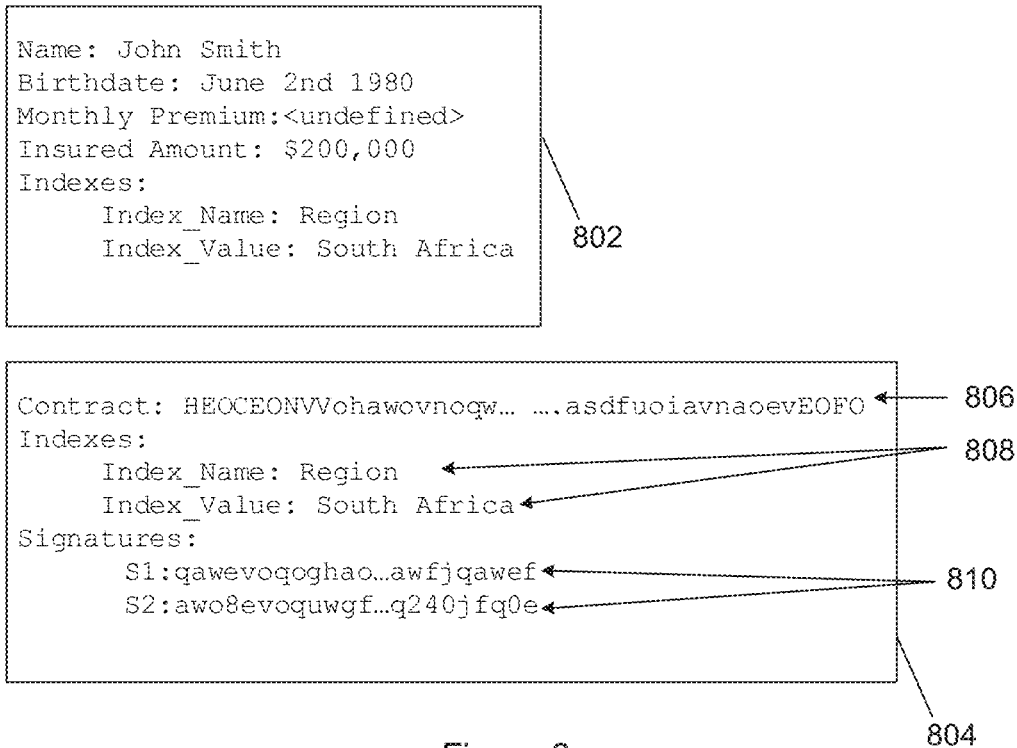 Name: John Smith
Birthdate: June 2nd 1980
Monthly Premium:<undefined>
Insured Amount: $200,000
Indexes:
Index_Name: Region
Index_Value: South Africa
802
Contract: HEOCEONVVohawovnoqw… ….asdfuoiavnaoevEOFO
806
Indexes:
808
Index_Name: Region
Index_Value: South Africa
Signatures:
S1:qawevoqoghao…awfjqawef
810
S2:awo8evoquwgf…q240jfq0e
804